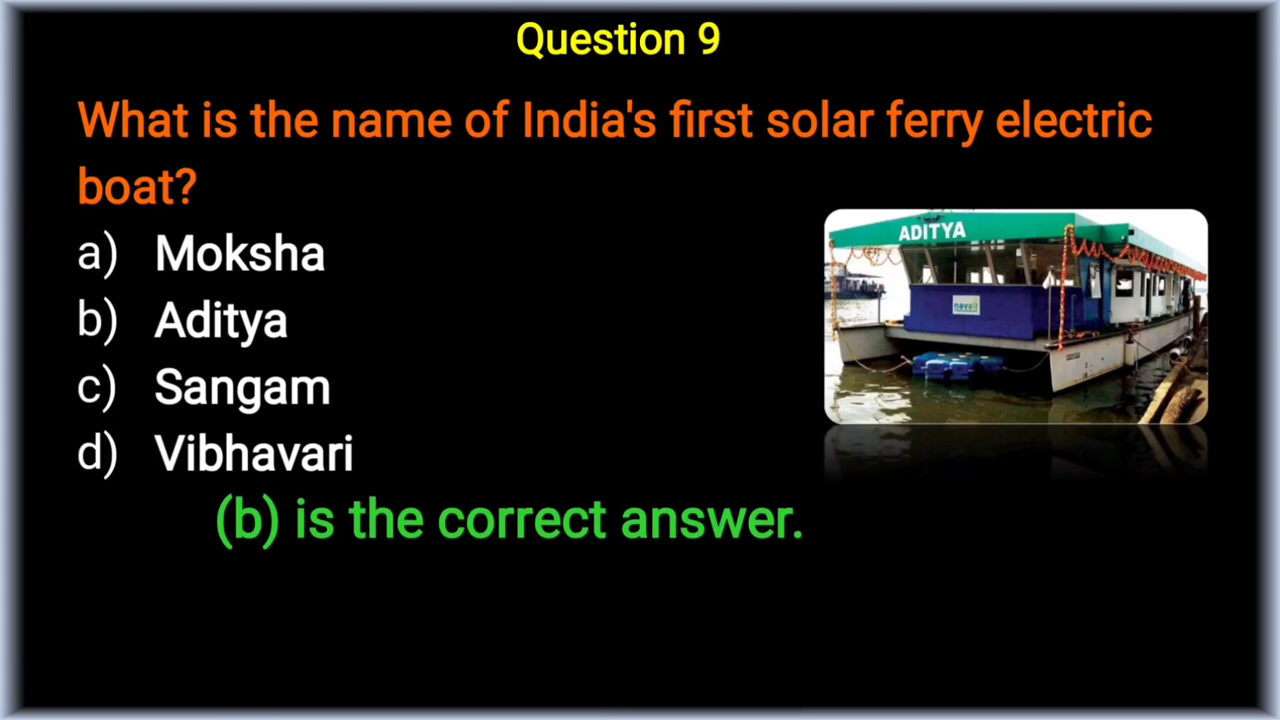 Question 9
What is the name of India's first solar ferry electric
boat?
a) Moksha
ADITYA
b) Aditya
navalt
c) Sangam
d) Vibhavari
(b) is the correct answer.